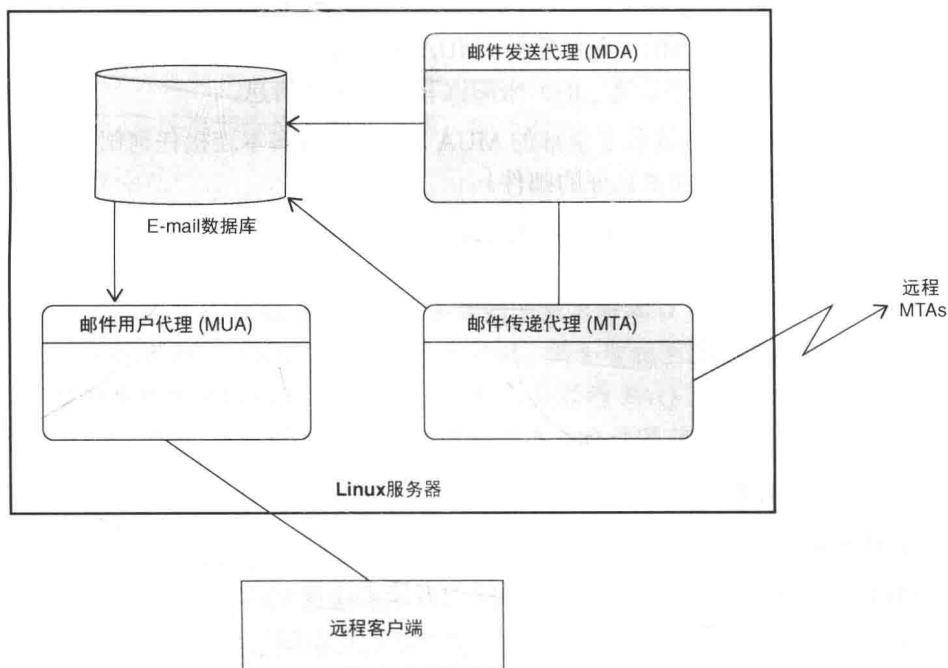 邮件发送代理 (MDA)
E-mail数据库
邮件用户代理 (MUA)
邮件传递代理 (MTA)
远程
MTAs
Linux服务器
远程客户端